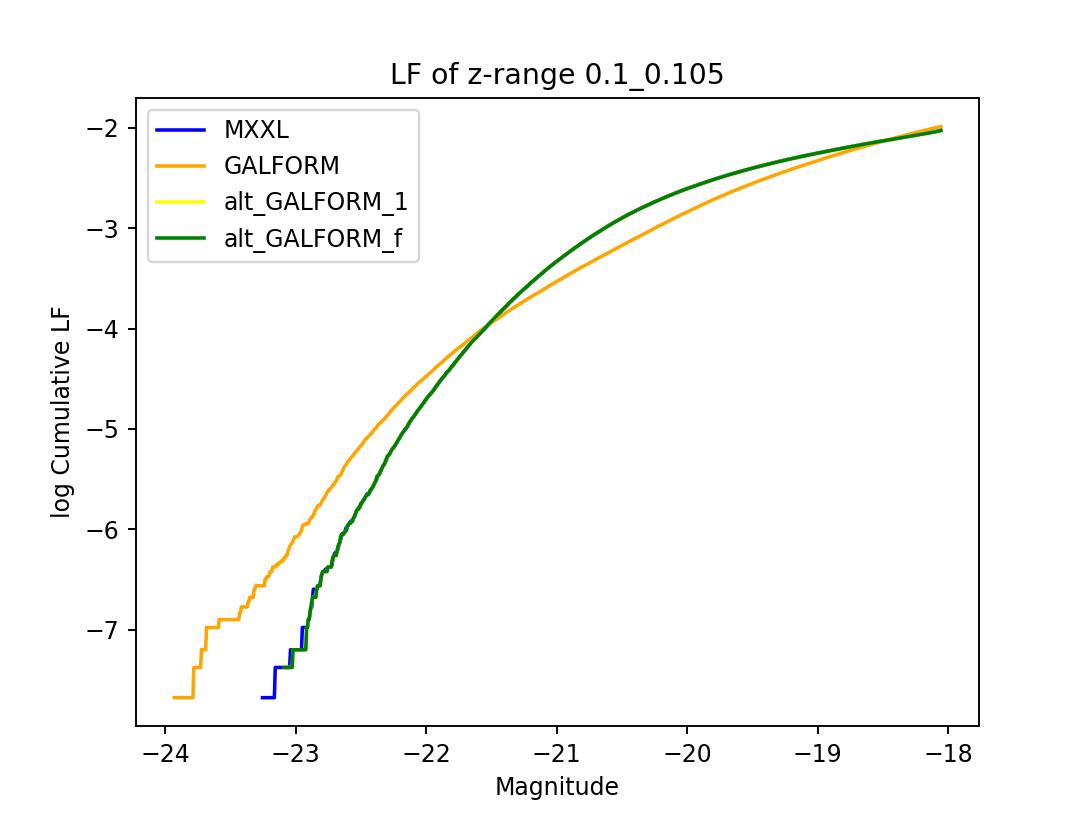 LF of z-range 0.1_0.105
MXXL
GALFORM
alt_GALFORM_1
alt_GALFORM_f
log Cumulative LF
−2
−3
−4
−5
−6
−7
−24 −23 −22 −21 −20 −19 −18
Magnitude